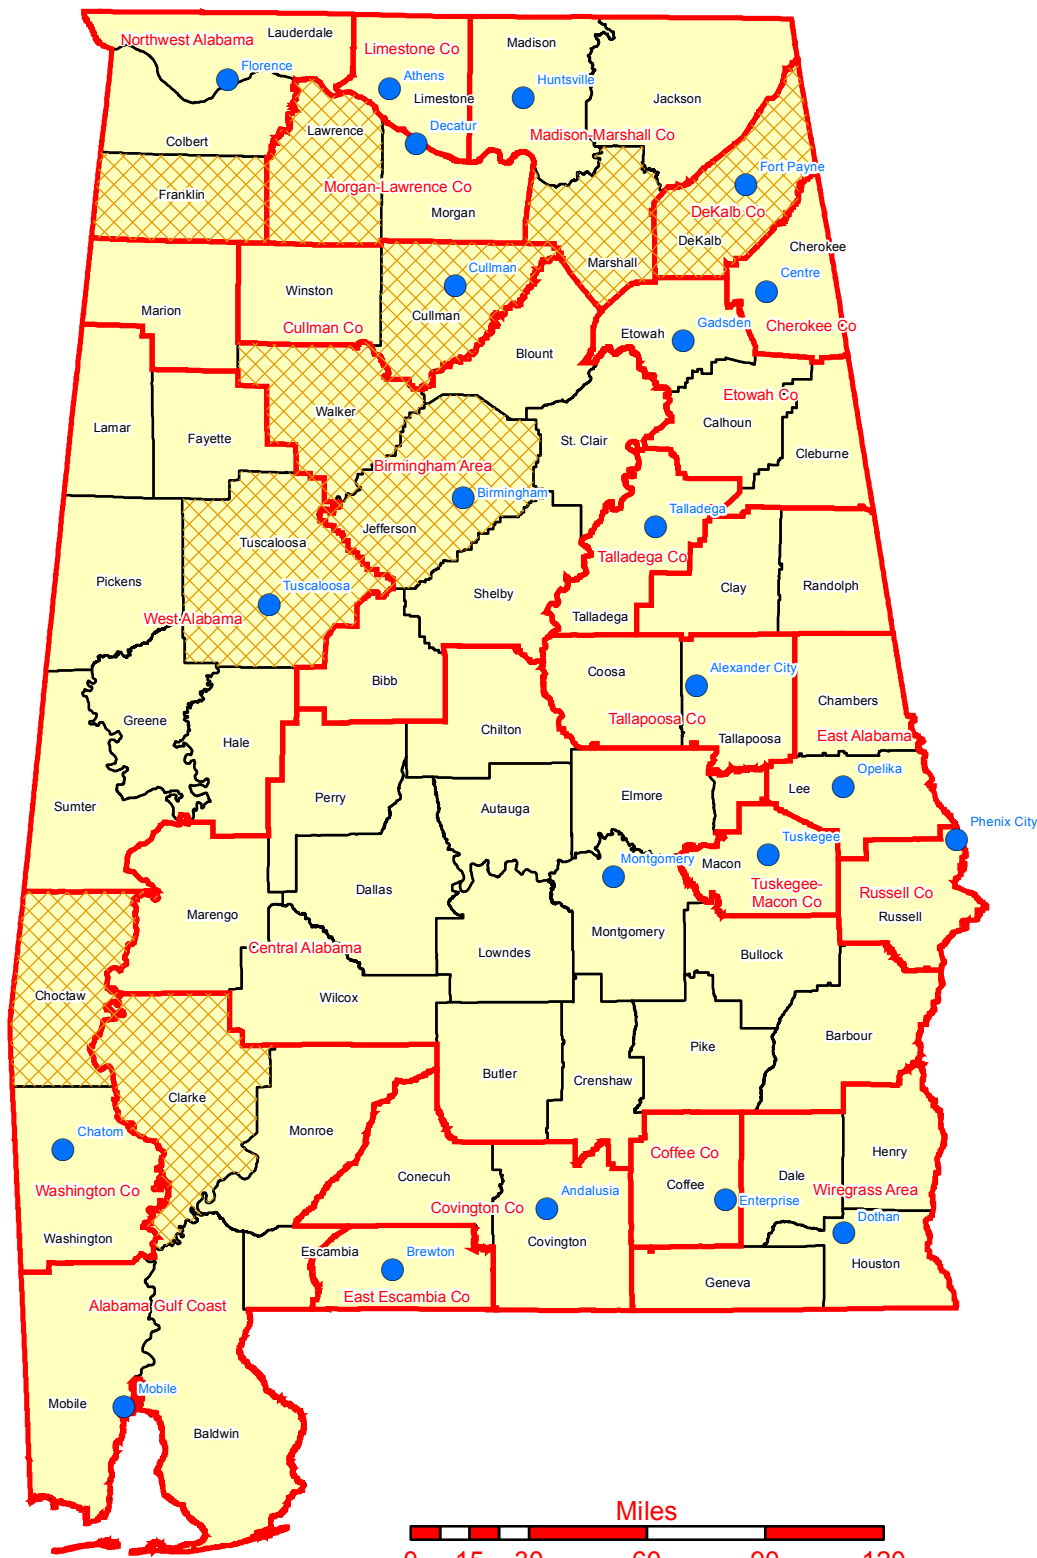 Lauderdale
Northwest Alabama
Limestone Co
Madison
Florence
Athens
Huntsville
Limestone
Jackson
Lawrence
Decatur
Madison-Marshall Co
Colbert
Fort Payne
Franklin
Morgan-Lawrence Co
Morgan
DeKalb Co
DeKalb
Cherokee
Cullman
Marshall
Centre
Winston
Marion
Cullman
Cullman Co
Etowah
Gadsden
Cherokee Co
Blount
Etowah Co
Walker
Calhoun
Lamar
Fayette
St. Clair
Cleburne
Birmingham Area
Birmingham
Talladega
Jefferson
Tuscaloosa
Talladega Co
Pickens
Tuscaloosa
Shelby
Clay
Randolph
West Alabama
Talladega
Bibb
Coosa
Alexander City
Greene
Chilton
Tallapoosa Co
Chambers
Hale
Tallapoosa
East Alabama
Opelika
Sumter
Perry
Autauga
Elmore
Lee
Phenix City
Tuskegee
Montgomery
Macon
Dallas
Tuskegee-
Macon Co
Russell Co
Marengo
Russell
Montgomery
Central Alabama
Lowndes
Bullock
Choctaw
Wilcox
Barbour
Pike
Butler
Crenshaw
Clarke
Chatom
Monroe
Coffee Co
Henry
Conecuh
Dale
Washington Co
Andalusia
Coffee
Wiregrass Area
Covington Co
Enterprise
Dothan
Washington
Escambia
Brewton
Covington
Houston
Geneva
East Escambia Co
Alabama Gulf Coast
Mobile
Mobile
Baldwin
Miles
0 15 30 60 90 120